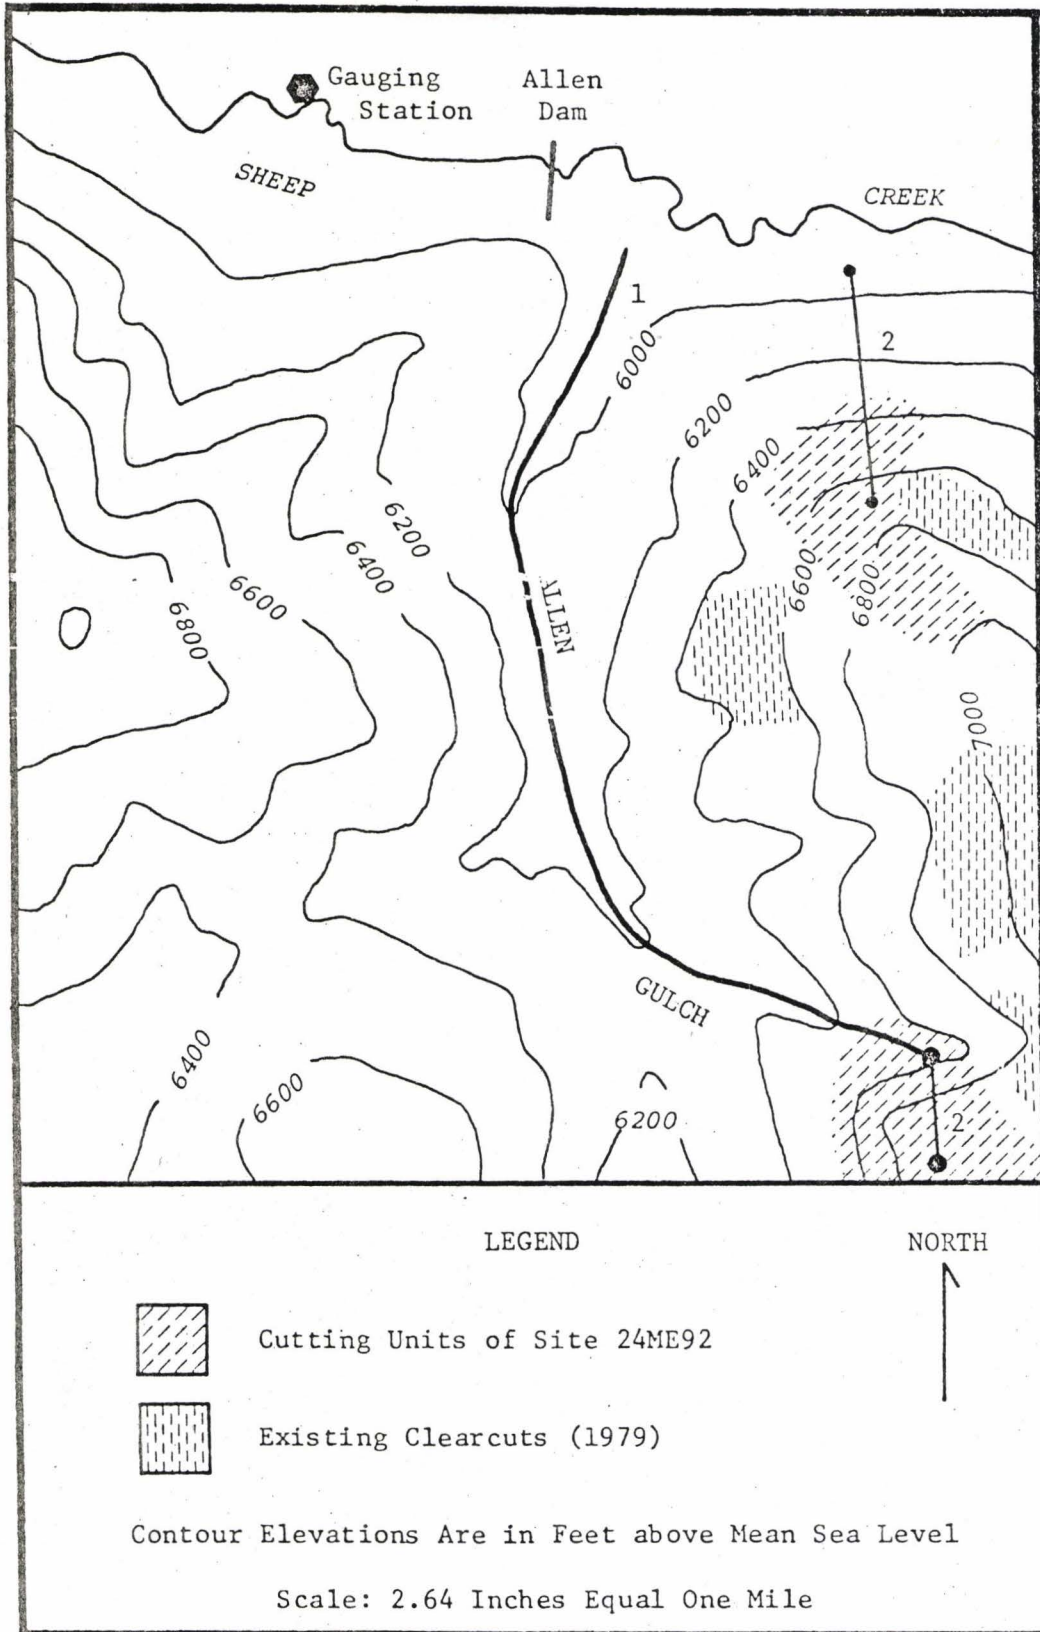 Gauging
Station
Allen
Dam
SHEEP
CREEK
1
2
6000
6200
6400
6200
6400
6600
6800
6600
6800
ALLEN
7000
GULCH
6400
6600
6200
2
LEGEND
NORTH
Cutting Units of Site 24ME92
Existing Clearcuts (1979)
Contour Elevations Are in Feet above Mean Sea Level
Scale: 2.64 Inches Equal One Mile